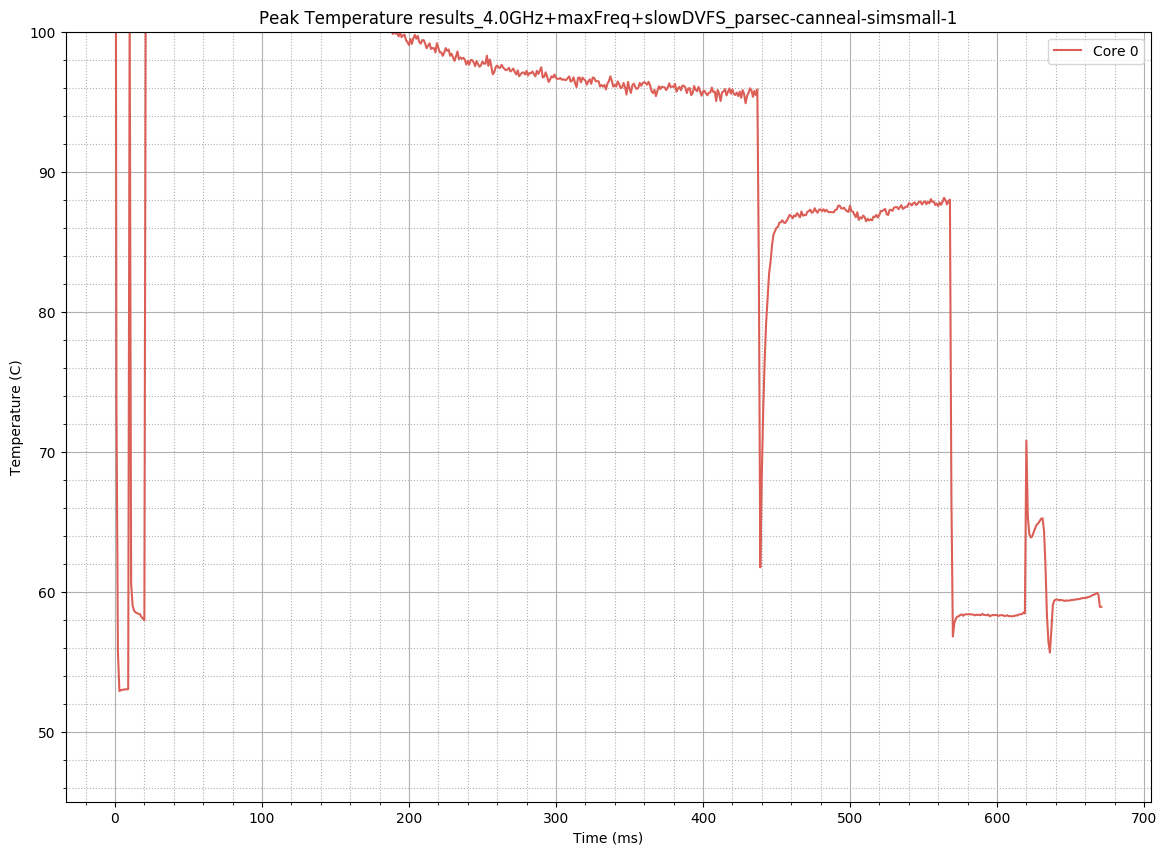 Peak Temperature results_4.0GHz+maxFreq+slowDVFS_parsec-canneal-simsmall-1
Core 0
Temperature (C)
100
90
80
70
60
50
0 100 200 300 400 500 600 700
Time (ms)